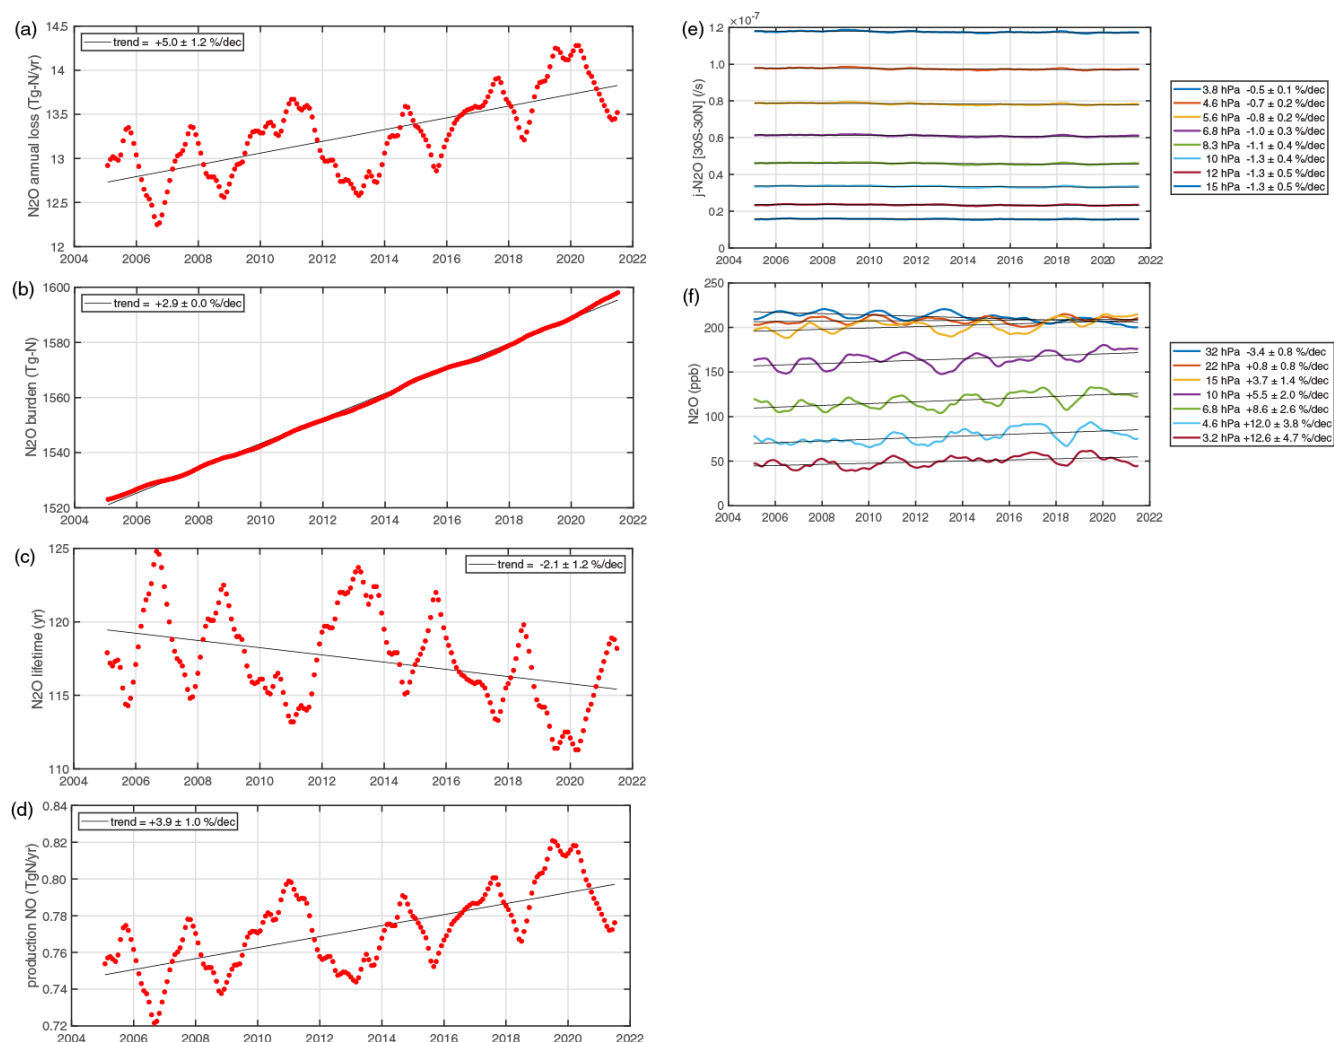 (a)
trend = +5.0 ± 1.2 %/dec
N2O annual loss (Tg-N/yr)
14.5
14
13.5
13
12.5
12
2004 2006 2008 2010 2012 2014 2016 2018 2020 2022
(b)
trend = +2.9 ± 0.0 %/dec
N2O burden (Tg-N)
1600
1580
1560
1540
1520
2004 2006 2008 2010 2012 2014 2016 2018 2020 2022
(c)
trend = -2.1 ± 1.2 %/dec
N2O lifetime (yr)
125
120
115
110
2004 2006 2008 2010 2012 2014 2016 2018 2020 2022
(d)
trend = +3.9 ± 1.0 %/dec
production NO (TgN/yr)
0.84
0.82
0.80
0.78
0.76
0.74
0.72
2004 2006 2008 2010 2012 2014 2016 2018 2020 2022
(e)
×10⁻⁷
j-N2O [30S-30N] (/s)
1.2
1.0
0.8
0.6
0.4
0.2
0
2004 2006 2008 2010 2012 2014 2016 2018 2020 2022
3.8 hPa -0.5 ± 0.1 %/dec
4.6 hPa -0.7 ± 0.2 %/dec
5.6 hPa -0.8 ± 0.2 %/dec
6.8 hPa -1.0 ± 0.3 %/dec
8.3 hPa -1.1 ± 0.4 %/dec
10 hPa -1.3 ± 0.4 %/dec
12 hPa -1.3 ± 0.5 %/dec
15 hPa -1.3 ± 0.5 %/dec
(f)
N2O (ppb)
250
200
150
100
50
0
2004 2006 2008 2010 2012 2014 2016 2018 2020 2022
32 hPa -3.4 ± 0.8 %/dec
22 hPa +0.8 ± 0.8 %/dec
15 hPa +3.7 ± 1.4 %/dec
10 hPa +5.5 ± 2.0 %/dec
6.8 hPa +8.6 ± 2.6 %/dec
4.6 hPa +12.0 ± 3.8 %/dec
3.2 hPa +12.6 ± 4.7 %/dec